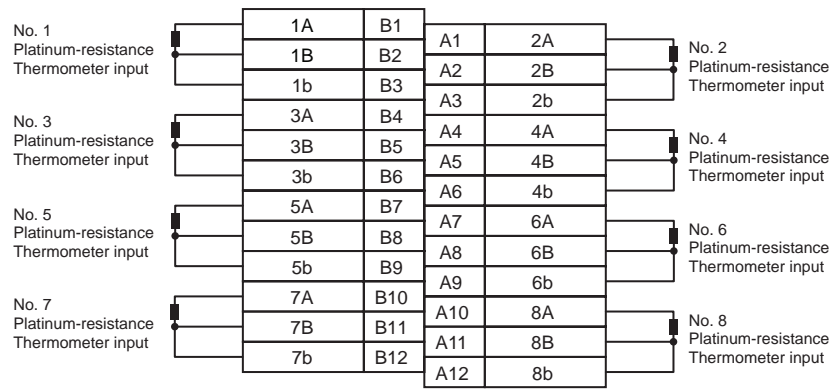 No. 1
Platinum-resistance
Thermometer input
No. 3
Platinum-resistance
Thermometer input
No. 5
Platinum-resistance
Thermometer input
No. 7
Platinum-resistance
Thermometer input
1A B1
1B B2
1b B3
3A B4
3B B5
3b B6
5A B7
5B B8
5b B9
7A B10
7B B11
7b B12
A1 2A
A2 2B
A3 2b
A4 4A
A5 4B
A6 4b
A7 6A
A8 6B
A9 6b
A10 8A
A11 8B
A12 8b
No. 2
Platinum-resistance
Thermometer input
No. 4
Platinum-resistance
Thermometer input
No. 6
Platinum-resistance
Thermometer input
No. 8
Platinum-resistance
Thermometer input